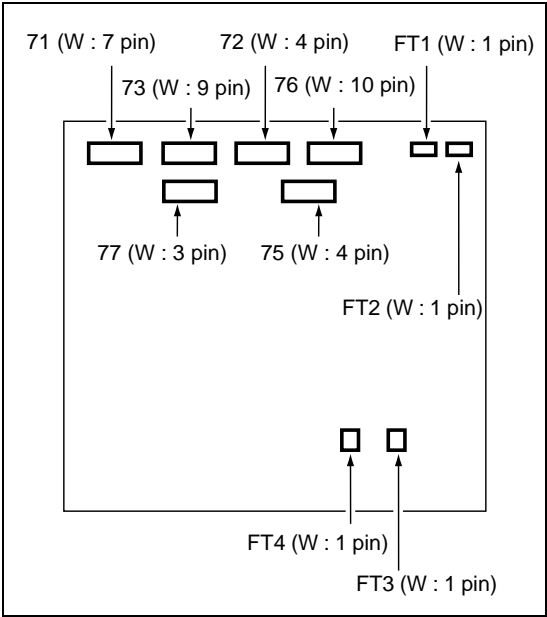 71 (W : 7 pin)
72 (W : 4 pin)
FT1 (W : 1 pin)
73 (W : 9 pin)
76 (W : 10 pin)
77 (W : 3 pin)
75 (W : 4 pin)
FT2 (W : 1 pin)
FT4 (W : 1 pin)
FT3 (W : 1 pin)